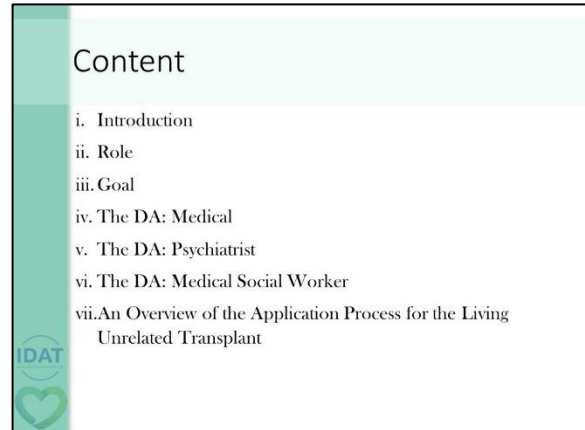 Content
i. Introduction
ii. Role
iii. Goal
iv. The DA: Medical
v. The DA: Psychiatrist
vi. The DA: Medical Social Worker
vii.An Overview of the Application Process for the Living
Unrelated Transplant
IDAT